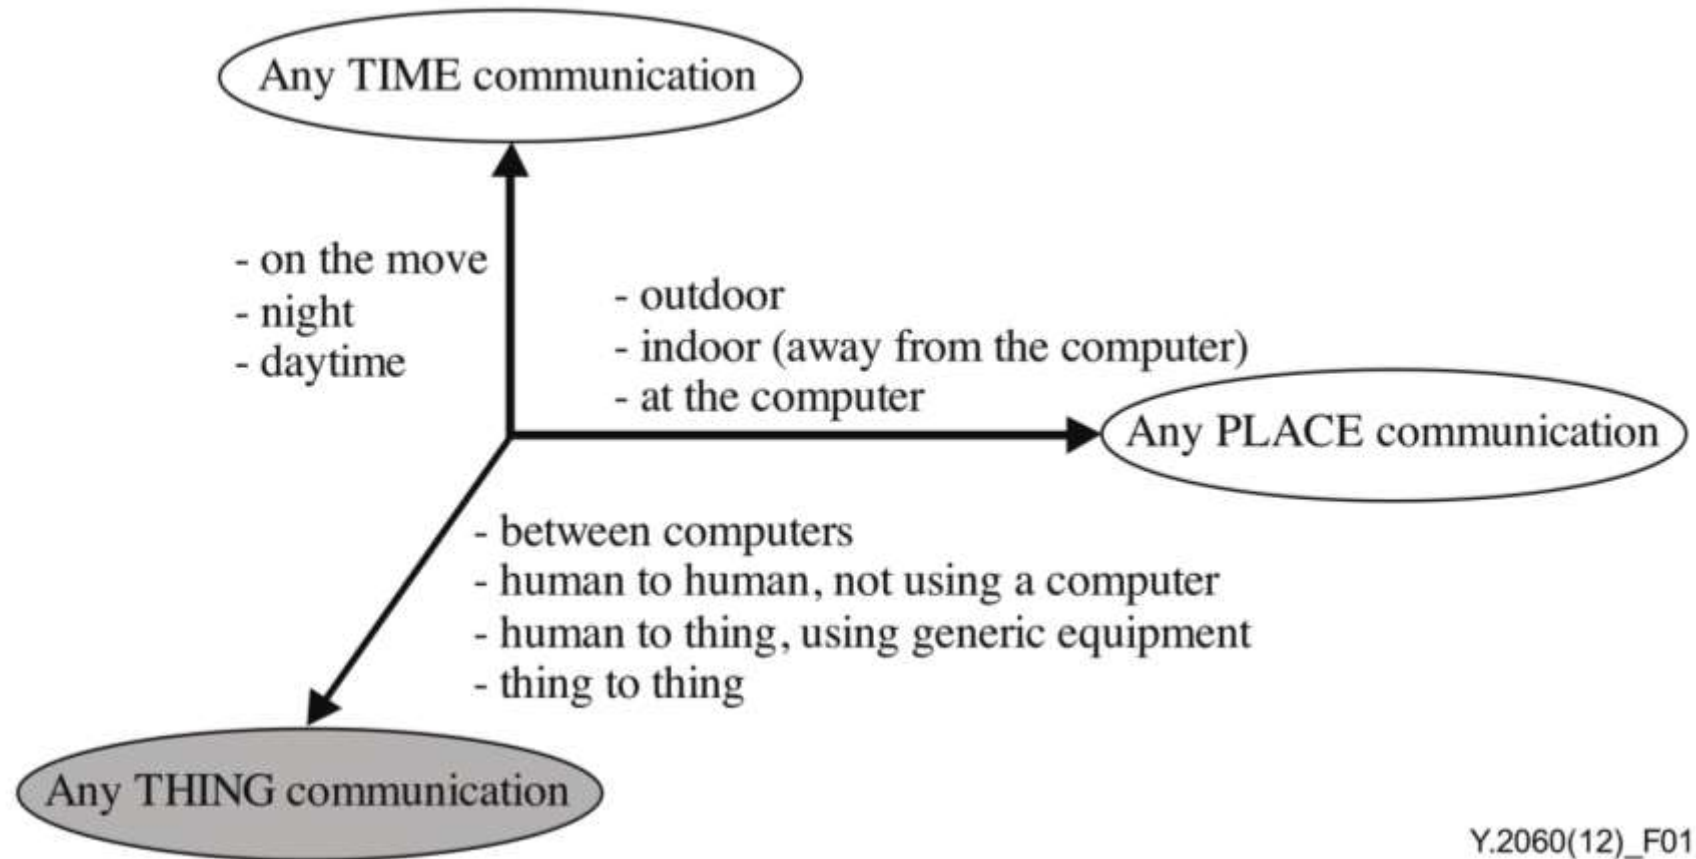 Any TIME communication
- on the move
- night
- daytime
- outdoor
- indoor (away from the computer)
- at the computer
Any PLACE communication
- between computers
- human to human, not using a computer
- human to thing, using generic equipment
- thing to thing
Any THING communication
Y.2060(12)_F01